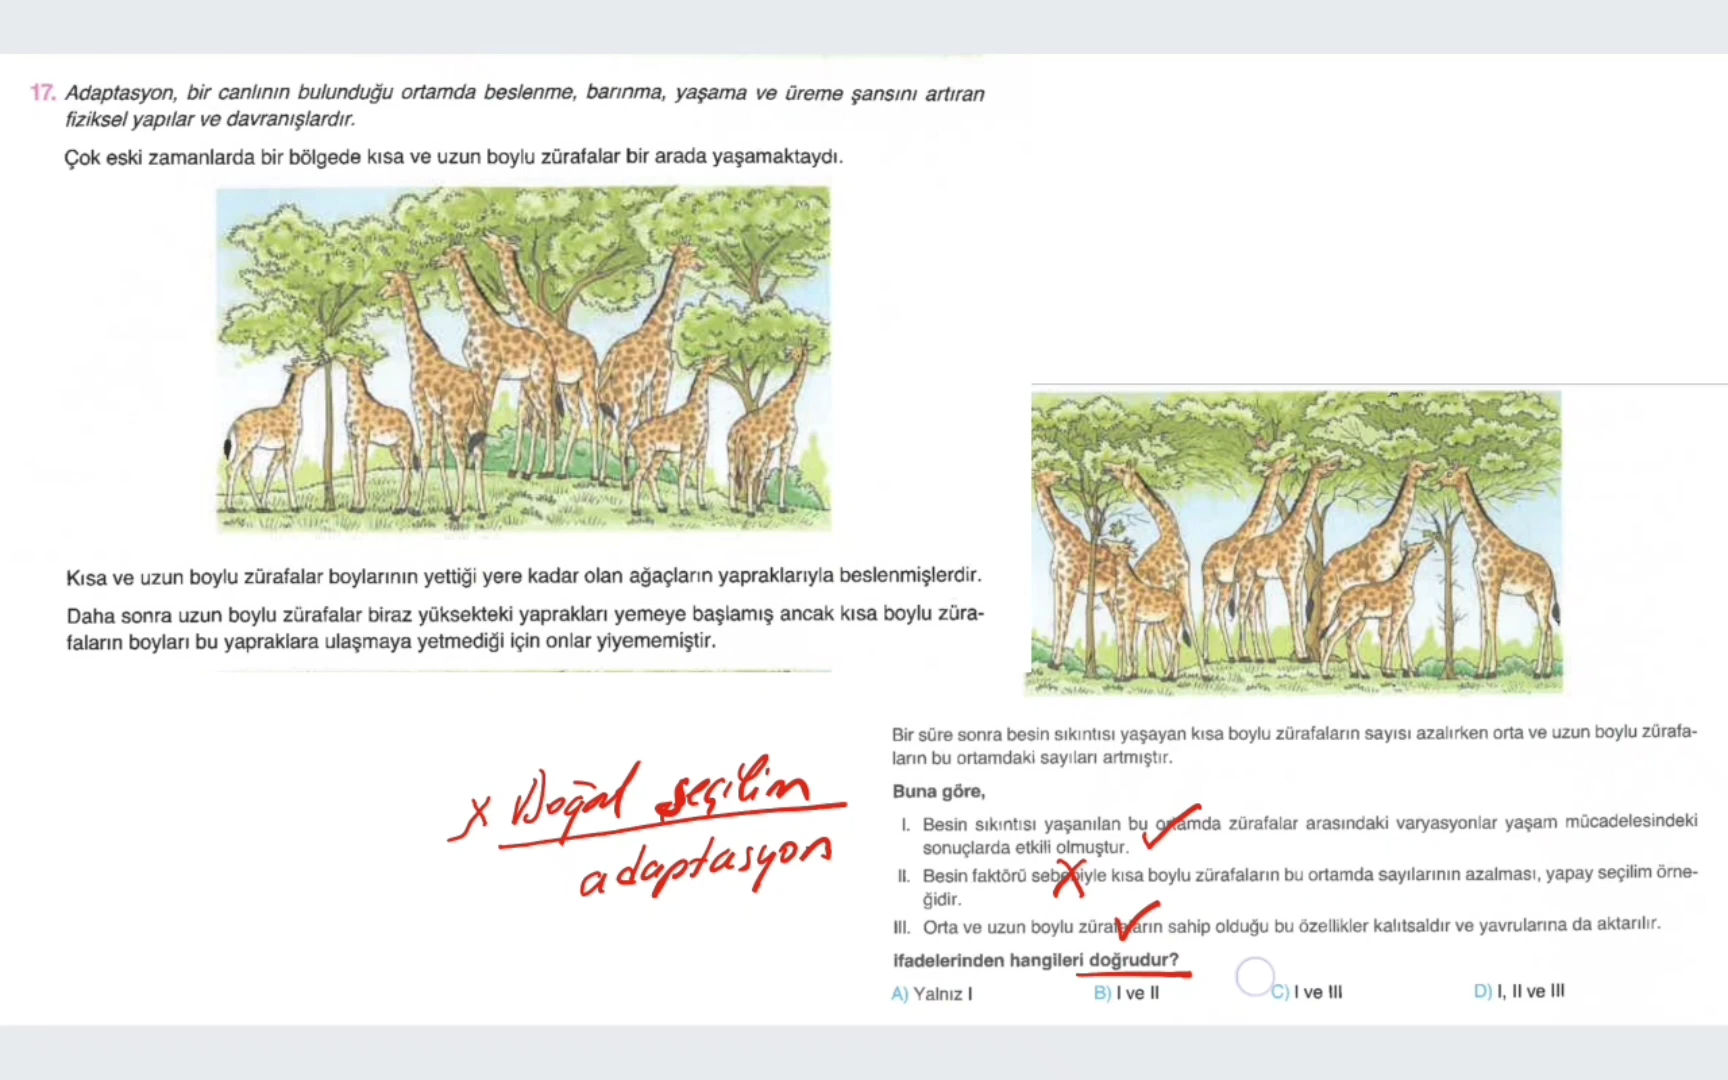 17. Adaptasyon, bir canlının bulunduğu ortamda beslenme, barınma, yaşama ve üreme şansını artıran
fiziksel yapılar ve davranışlardır.
Çok eski zamanlarda bir bölgede kısa ve uzun boylu zürafalar bir arada yaşamaktaydı.
Kısa ve uzun boylu zürafalar boylarının yettiği yere kadar olan ağaçların yapraklarıyla beslenmişlerdir.
Daha sonra uzun boylu zürafalar biraz yüksekteki yaprakları yemeye başlamış ancak kısa boylu züra-
faların boyları bu yapraklara ulaşmaya yetmediği için onlar yiyememiştir.
x Doğal seçilim
adaptasyon
Bir süre sonra besin sıkıntısı yaşayan kısa boylu zürafaların sayısı azalırken orta ve uzun boylu zürafa-
ların bu ortamdaki sayıları artmıştır.
Buna göre,
I. Besin sıkıntısı yaşanılan bu ortamda zürafalar arasındaki varyasyonlar yaşam mücadelesindeki
sonuçlarda etkili olmuştur.
II. Besin faktörü sebebiyle kısa boylu zürafaların bu ortamda sayılarının azalması, yapay seçilim örne-
ğidir.
III. Orta ve uzun boylu zürafaların sahip olduğu bu özellikler kalıtsaldır ve yavrularına da aktarılır.
ifadelerinden hangileri doğrudur?
A) Yalnız I B) I ve II C) I ve III D) I, II ve III